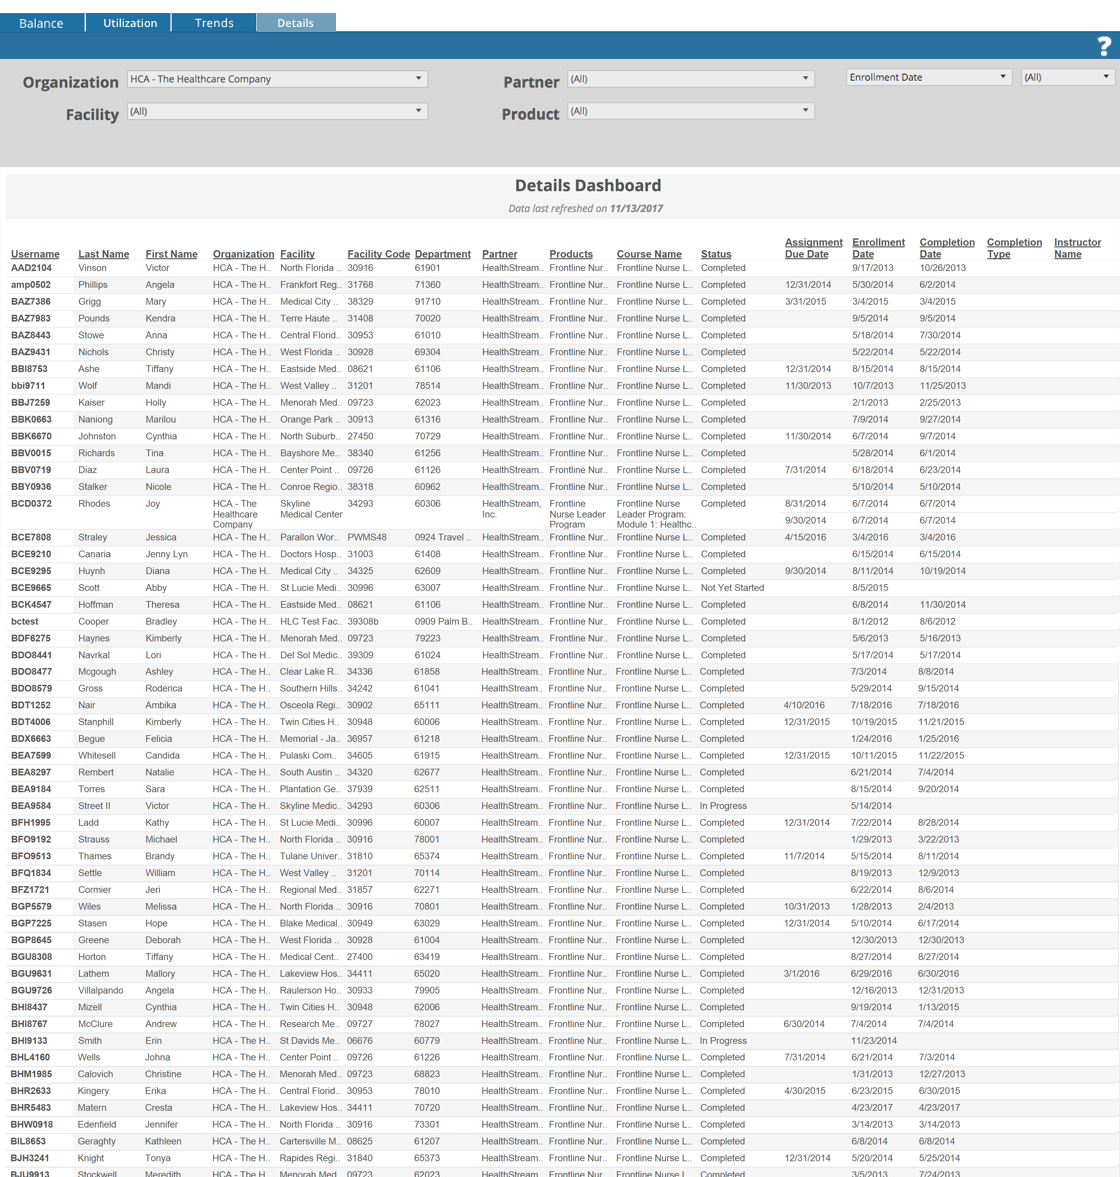 Balance Utilization Trends Details
?
Organization HCA - The Healthcare Company Partner (All) Enrollment Date (All)
Facility (All) Product (All)
Details Dashboard
Data last refreshed on 11/13/2017
Username Last Name First Name Organization Facility Facility Code Department Partner Products Course Name Status Assignment Due Date Enrollment Date Completion Date Completion Type Instructor Name
AAD2104 Vinson Victor HCA - The H.. North Florida .. 30916 61901 HealthStream.. Frontline Nur.. Frontline Nurse L.. Completed 9/17/2013 10/26/2013
amp0502 Phillips Angela HCA - The H.. Frankfort Reg.. 31768 71360 HealthStream.. Frontline Nur.. Frontline Nurse L.. Completed 12/31/2014 5/30/2014 6/2/2014
BAZ7386 Grigg Mary HCA - The H.. Medical City .. 38329 91710 HealthStream.. Frontline Nur.. Frontline Nurse L.. Completed 3/31/2015 3/4/2015 3/4/2015
BAZ7983 Pounds Kendra HCA - The H.. Terre Haute .. 31408 70020 HealthStream.. Frontline Nur.. Frontline Nurse L.. Completed 9/5/2014 9/5/2014
BAZ8443 Stowe Anna HCA - The H.. Central Florid.. 30953 61010 HealthStream.. Frontline Nur.. Frontline Nurse L.. Completed 5/18/2014 7/30/2014
BAZ9431 Nichols Christy HCA - The H.. West Florida .. 30928 69304 HealthStream.. Frontline Nur.. Frontline Nurse L.. Completed 5/22/2014 5/22/2014
BBI8753 Ashe Tiffany HCA - The H.. Eastside Med.. 08621 61106 HealthStream.. Frontline Nur.. Frontline Nurse L.. Completed 12/31/2014 8/15/2014 8/15/2014
bbi9711 Wolf Mandi HCA - The H.. West Valley .. 31201 78514 HealthStream.. Frontline Nur.. Frontline Nurse L.. Completed 11/30/2013 10/7/2013 11/25/2013
BBJ7259 Kaiser Holly HCA - The H.. Menorah Med.. 09723 62023 HealthStream.. Frontline Nur.. Frontline Nurse L.. Completed 2/1/2013 2/25/2013
BBK0663 Naniong Marilou HCA - The H.. Orange Park .. 30913 61316 HealthStream.. Frontline Nur.. Frontline Nurse L.. Completed 7/9/2014 9/27/2014
BBK6670 Johnston Cynthia HCA - The H.. North Suburb.. 27450 70729 HealthStream.. Frontline Nur.. Frontline Nurse L.. Completed 11/30/2014 6/7/2014 9/7/2014
BBV0015 Richards Tina HCA - The H.. Bayshore Me.. 38340 61256 HealthStream.. Frontline Nur.. Frontline Nurse L.. Completed 5/28/2014 6/1/2014
BBV0719 Diaz Laura HCA - The H.. Center Point .. 09726 61126 HealthStream.. Frontline Nur.. Frontline Nurse L.. Completed 7/31/2014 6/18/2014 6/23/2014
BBY0936 Stalker Nicole HCA - The H.. Conroe Regio.. 38318 60962 HealthStream.. Frontline Nur.. Frontline Nurse L.. Completed 5/10/2014 5/10/2014
BCD0372 Rhodes Joy HCA - The Skyline 34293 60306 HealthStream, Frontline Frontline Nurse Completed 8/31/2014 6/7/2014 6/7/2014
Healthcare Medical Center Inc. Nurse Leader Leader Program: 9/30/2014 6/7/2014 6/7/2014
Company Program Module 1: Healthc..
BCE7808 Straley Jessica HCA - The H.. Parallon Wor.. PWMS48 0924 Travel .. HealthStream.. Frontline Nur.. Frontline Nurse L.. Completed 4/15/2016 3/4/2016 3/4/2016
BCE9210 Canaria Jenny Lyn HCA - The H.. Doctors Hosp.. 31003 61408 HealthStream.. Frontline Nur.. Frontline Nurse L.. Completed 6/15/2014 6/15/2014
BCE9295 Huynh Diana HCA - The H.. Medical City .. 34325 62609 HealthStream.. Frontline Nur.. Frontline Nurse L.. Completed 9/30/2014 8/11/2014 10/19/2014
BCE9665 Scott Abby HCA - The H.. St Lucie Medi.. 30996 63007 HealthStream.. Frontline Nur.. Frontline Nurse L.. Not Yet Started 8/5/2015
BCK4547 Hoffman Theresa HCA - The H.. Eastside Med.. 08621 61106 HealthStream.. Frontline Nur.. Frontline Nurse L.. Completed 6/8/2014 11/30/2014
bctest Cooper Bradley HCA - The H.. HLC Test Fac.. 39308b 0909 Palm B.. HealthStream.. Frontline Nur.. Frontline Nurse L.. Completed 8/1/2012 8/6/2012
BDF6275 Haynes Kimberly HCA - The H.. Menorah Med.. 09723 79223 HealthStream.. Frontline Nur.. Frontline Nurse L.. Completed 5/6/2013 5/16/2013
BDO8441 Navrkal Lori HCA - The H.. Del Sol Medic.. 39309 61024 HealthStream.. Frontline Nur.. Frontline Nurse L.. Completed 5/17/2014 5/17/2014
BDO8477 Mcgough Ashley HCA - The H.. Clear Lake R.. 34336 61858 HealthStream.. Frontline Nur.. Frontline Nurse L.. Completed 7/3/2014 8/8/2014
BDO8579 Gross Roderica HCA - The H.. Southern Hills.. 34242 61041 HealthStream.. Frontline Nur.. Frontline Nurse L.. Completed 5/29/2014 9/15/2014
BDT1252 Nair Ambika HCA - The H.. Osceola Regi.. 30902 65111 HealthStream.. Frontline Nur.. Frontline Nurse L.. Completed 4/10/2016 7/18/2016 7/18/2016
BDT4006 Stanphill Kimberly HCA - The H.. Twin Cities H.. 30948 60006 HealthStream.. Frontline Nur.. Frontline Nurse L.. Completed 12/31/2015 10/19/2015 11/21/2015
BDX6663 Begue Felicia HCA - The H.. Memorial - Ja.. 36957 61218 HealthStream.. Frontline Nur.. Frontline Nurse L.. Completed 1/24/2016 1/25/2016
BEA7599 Whitesell Candida HCA - The H.. Pulaski Com.. 34605 61915 HealthStream.. Frontline Nur.. Frontline Nurse L.. Completed 12/31/2015 10/11/2015 11/22/2015
BEA8297 Rembert Natalie HCA - The H.. South Austin .. 34320 62677 HealthStream.. Frontline Nur.. Frontline Nurse L.. Completed 6/21/2014 7/4/2014
BEA9184 Torres Sara HCA - The H.. Plantation Ge.. 37939 62511 HealthStream.. Frontline Nur.. Frontline Nurse L.. Completed 8/15/2014 9/20/2014
BEA9584 Street II Victor HCA - The H.. Skyline Medic.. 34293 60306 HealthStream.. Frontline Nur.. Frontline Nurse L.. In Progress 5/14/2014
BFH1995 Ladd Kathy HCA - The H.. St Lucie Medi.. 30996 60007 HealthStream.. Frontline Nur.. Frontline Nurse L.. Completed 12/31/2014 7/22/2014 8/28/2014
BFO9192 Strauss Michael HCA - The H.. North Florida .. 30916 78001 HealthStream.. Frontline Nur.. Frontline Nurse L.. Completed 1/29/2013 3/22/2013
BFO9513 Thames Brandy HCA - The H.. Tulane Univer.. 31810 65374 HealthStream.. Frontline Nur.. Frontline Nurse L.. Completed 11/7/2014 5/15/2014 8/11/2014
BFQ1834 Settle William HCA - The H.. West Valley .. 31201 70114 HealthStream.. Frontline Nur.. Frontline Nurse L.. Completed 8/19/2013 12/9/2013
BFZ1721 Cormier Jeri HCA - The H.. Regional Med.. 31857 62271 HealthStream.. Frontline Nur.. Frontline Nurse L.. Completed 6/22/2014 8/6/2014
BGP5579 Wiles Melissa HCA - The H.. North Florida .. 30916 70801 HealthStream.. Frontline Nur.. Frontline Nurse L.. Completed 10/31/2013 1/28/2013 2/4/2013
BGP7225 Stasen Hope HCA - The H.. Blake Medical.. 30949 63029 HealthStream.. Frontline Nur.. Frontline Nurse L.. Completed 12/31/2014 5/10/2014 6/17/2014
BGP8645 Greene Deborah HCA - The H.. West Florida .. 30928 61004 HealthStream.. Frontline Nur.. Frontline Nurse L.. Completed 12/30/2013 12/30/2013
BGU8308 Horton Tiffany HCA - The H.. Medical Cent.. 27400 63419 HealthStream.. Frontline Nur.. Frontline Nurse L.. Completed 8/27/2014 8/27/2014
BGU9631 Lathem Mallory HCA - The H.. Lakeview Hos.. 34411 65020 HealthStream.. Frontline Nur.. Frontline Nurse L.. Completed 3/1/2016 6/29/2016 6/30/2016
BGU9726 Villalpando Angela HCA - The H.. Raulerson Ho.. 30933 79905 HealthStream.. Frontline Nur.. Frontline Nurse L.. Completed 12/16/2013 12/31/2013
BHI8437 Mizell Cynthia HCA - The H.. Twin Cities H.. 30948 62006 HealthStream.. Frontline Nur.. Frontline Nurse L.. Completed 9/19/2014 1/13/2015
BHI8767 McClure Andrew HCA - The H.. Research Me.. 09727 78027 HealthStream.. Frontline Nur.. Frontline Nurse L.. Completed 6/30/2014 7/4/2014 7/4/2014
BHI9133 Smith Erin HCA - The H.. St Davids Me.. 06676 60779 HealthStream.. Frontline Nur.. Frontline Nurse L.. In Progress 11/23/2014
BHL4160 Wells Johna HCA - The H.. Center Point .. 09726 61226 HealthStream.. Frontline Nur.. Frontline Nurse L.. Completed 7/31/2014 6/21/2014 7/3/2014
BHM1985 Calovich Christine HCA - The H.. Menorah Med.. 09723 68823 HealthStream.. Frontline Nur.. Frontline Nurse L.. Completed 1/31/2013 12/27/2013
BHR2633 Kingery Erika HCA - The H.. Central Florid.. 30953 78010 HealthStream.. Frontline Nur.. Frontline Nurse L.. Completed 4/30/2015 6/23/2015 6/30/2015
BHR5483 Matern Cresta HCA - The H.. Lakeview Hos.. 34411 70720 HealthStream.. Frontline Nur.. Frontline Nurse L.. Completed 4/23/2017 4/23/2017
BHW0918 Edenfield Jennifer HCA - The H.. North Florida .. 30916 73301 HealthStream.. Frontline Nur.. Frontline Nurse L.. Completed 3/14/2013 3/14/2013
BIL8653 Geraghty Kathleen HCA - The H.. Cartersville M.. 08625 61207 HealthStream.. Frontline Nur.. Frontline Nurse L.. Completed 6/8/2014 6/8/2014
BJH3241 Knight Tonya HCA - The H.. Rapides Regi.. 31840 65373 HealthStream.. Frontline Nur.. Frontline Nurse L.. Completed 12/31/2014 5/20/2014 5/25/2014
BJU9913 Stockwell Meredith HCA - The H.. Menorah Med.. 09723 62023 HealthStream.. Frontline Nur.. Frontline Nurse L.. Completed 3/5/2013 7/24/2013